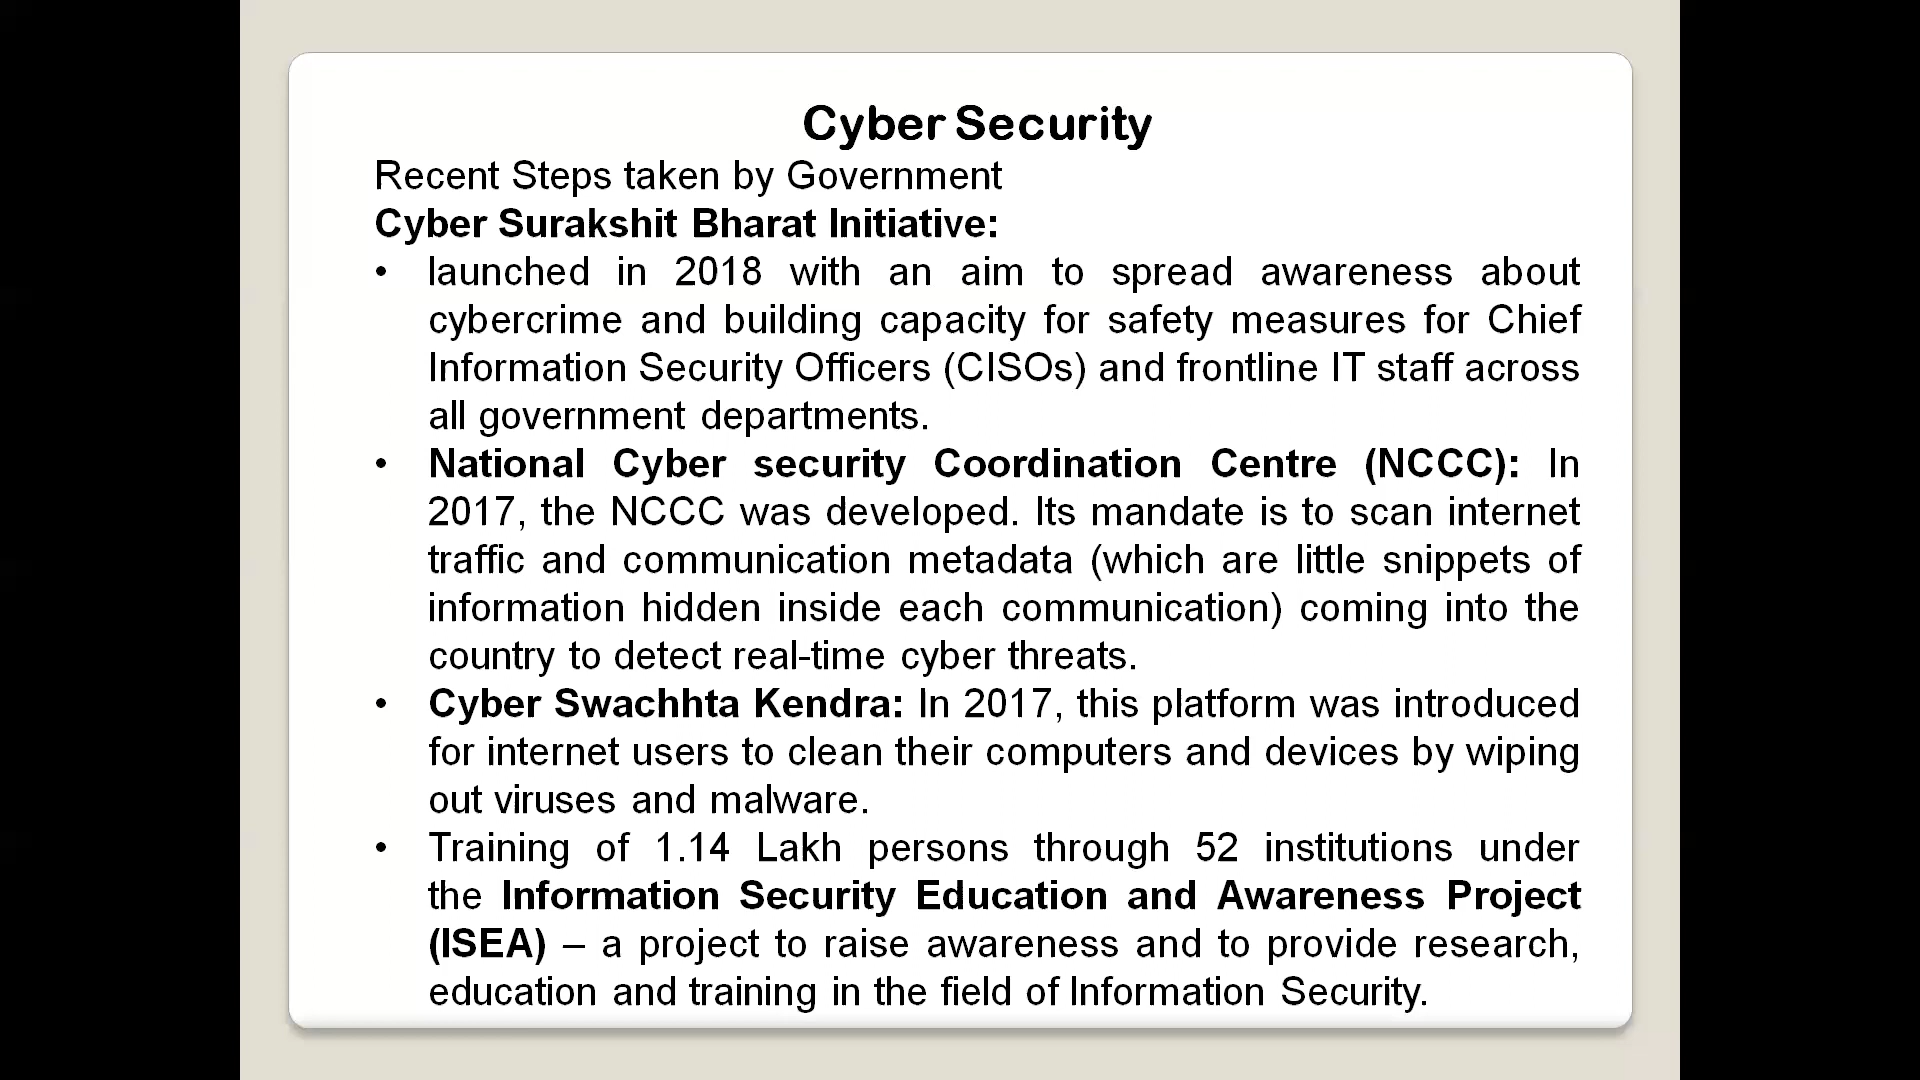 Cyber Security
Recent Steps taken by Government
Cyber Surakshit Bharat Initiative:
• launched in 2018 with an aim to spread awareness about
cybercrime and building capacity for safety measures for Chief
Information Security Officers (CISOs) and frontline IT staff across
all government departments.
• National Cyber security Coordination Centre (NCCC): In
2017, the NCCC was developed. Its mandate is to scan internet
traffic and communication metadata (which are little snippets of
information hidden inside each communication) coming into the
country to detect real-time cyber threats.
• Cyber Swachhta Kendra: In 2017, this platform was introduced
for internet users to clean their computers and devices by wiping
out viruses and malware.
• Training of 1.14 Lakh persons through 52 institutions under
the Information Security Education and Awareness Project
(ISEA) – a project to raise awareness and to provide research,
education and training in the field of Information Security.